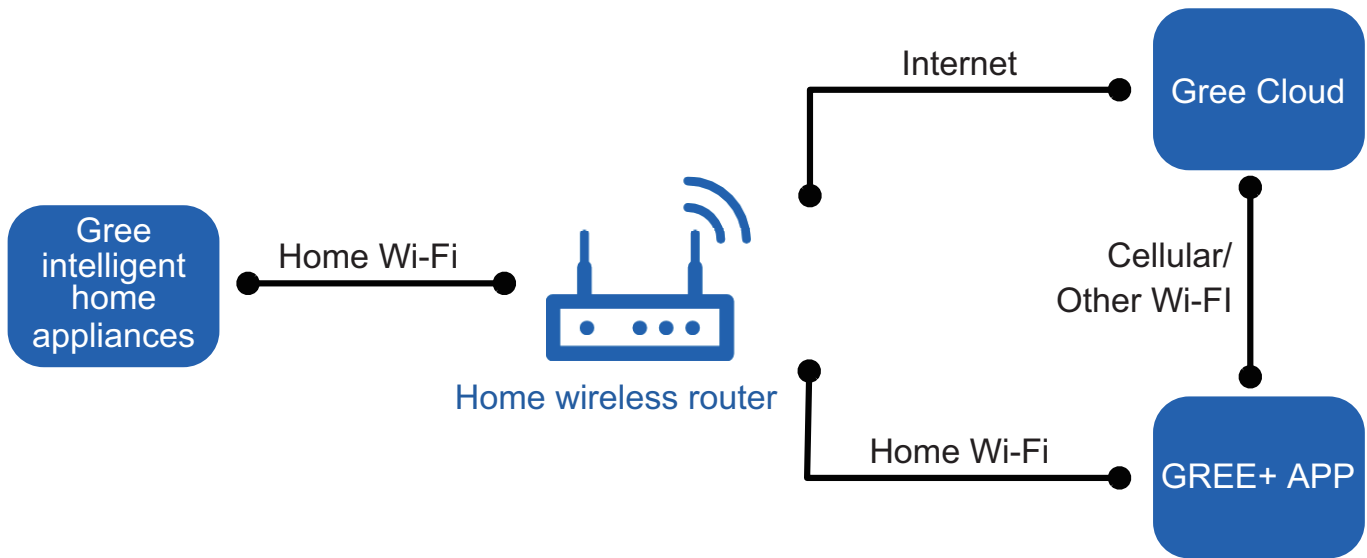 Internet
Gree Cloud
Gree
intelligent
home
appliances
Home Wi-Fi
Cellular/
Other Wi-FI
Home wireless router
Home Wi-Fi
GREE+ APP